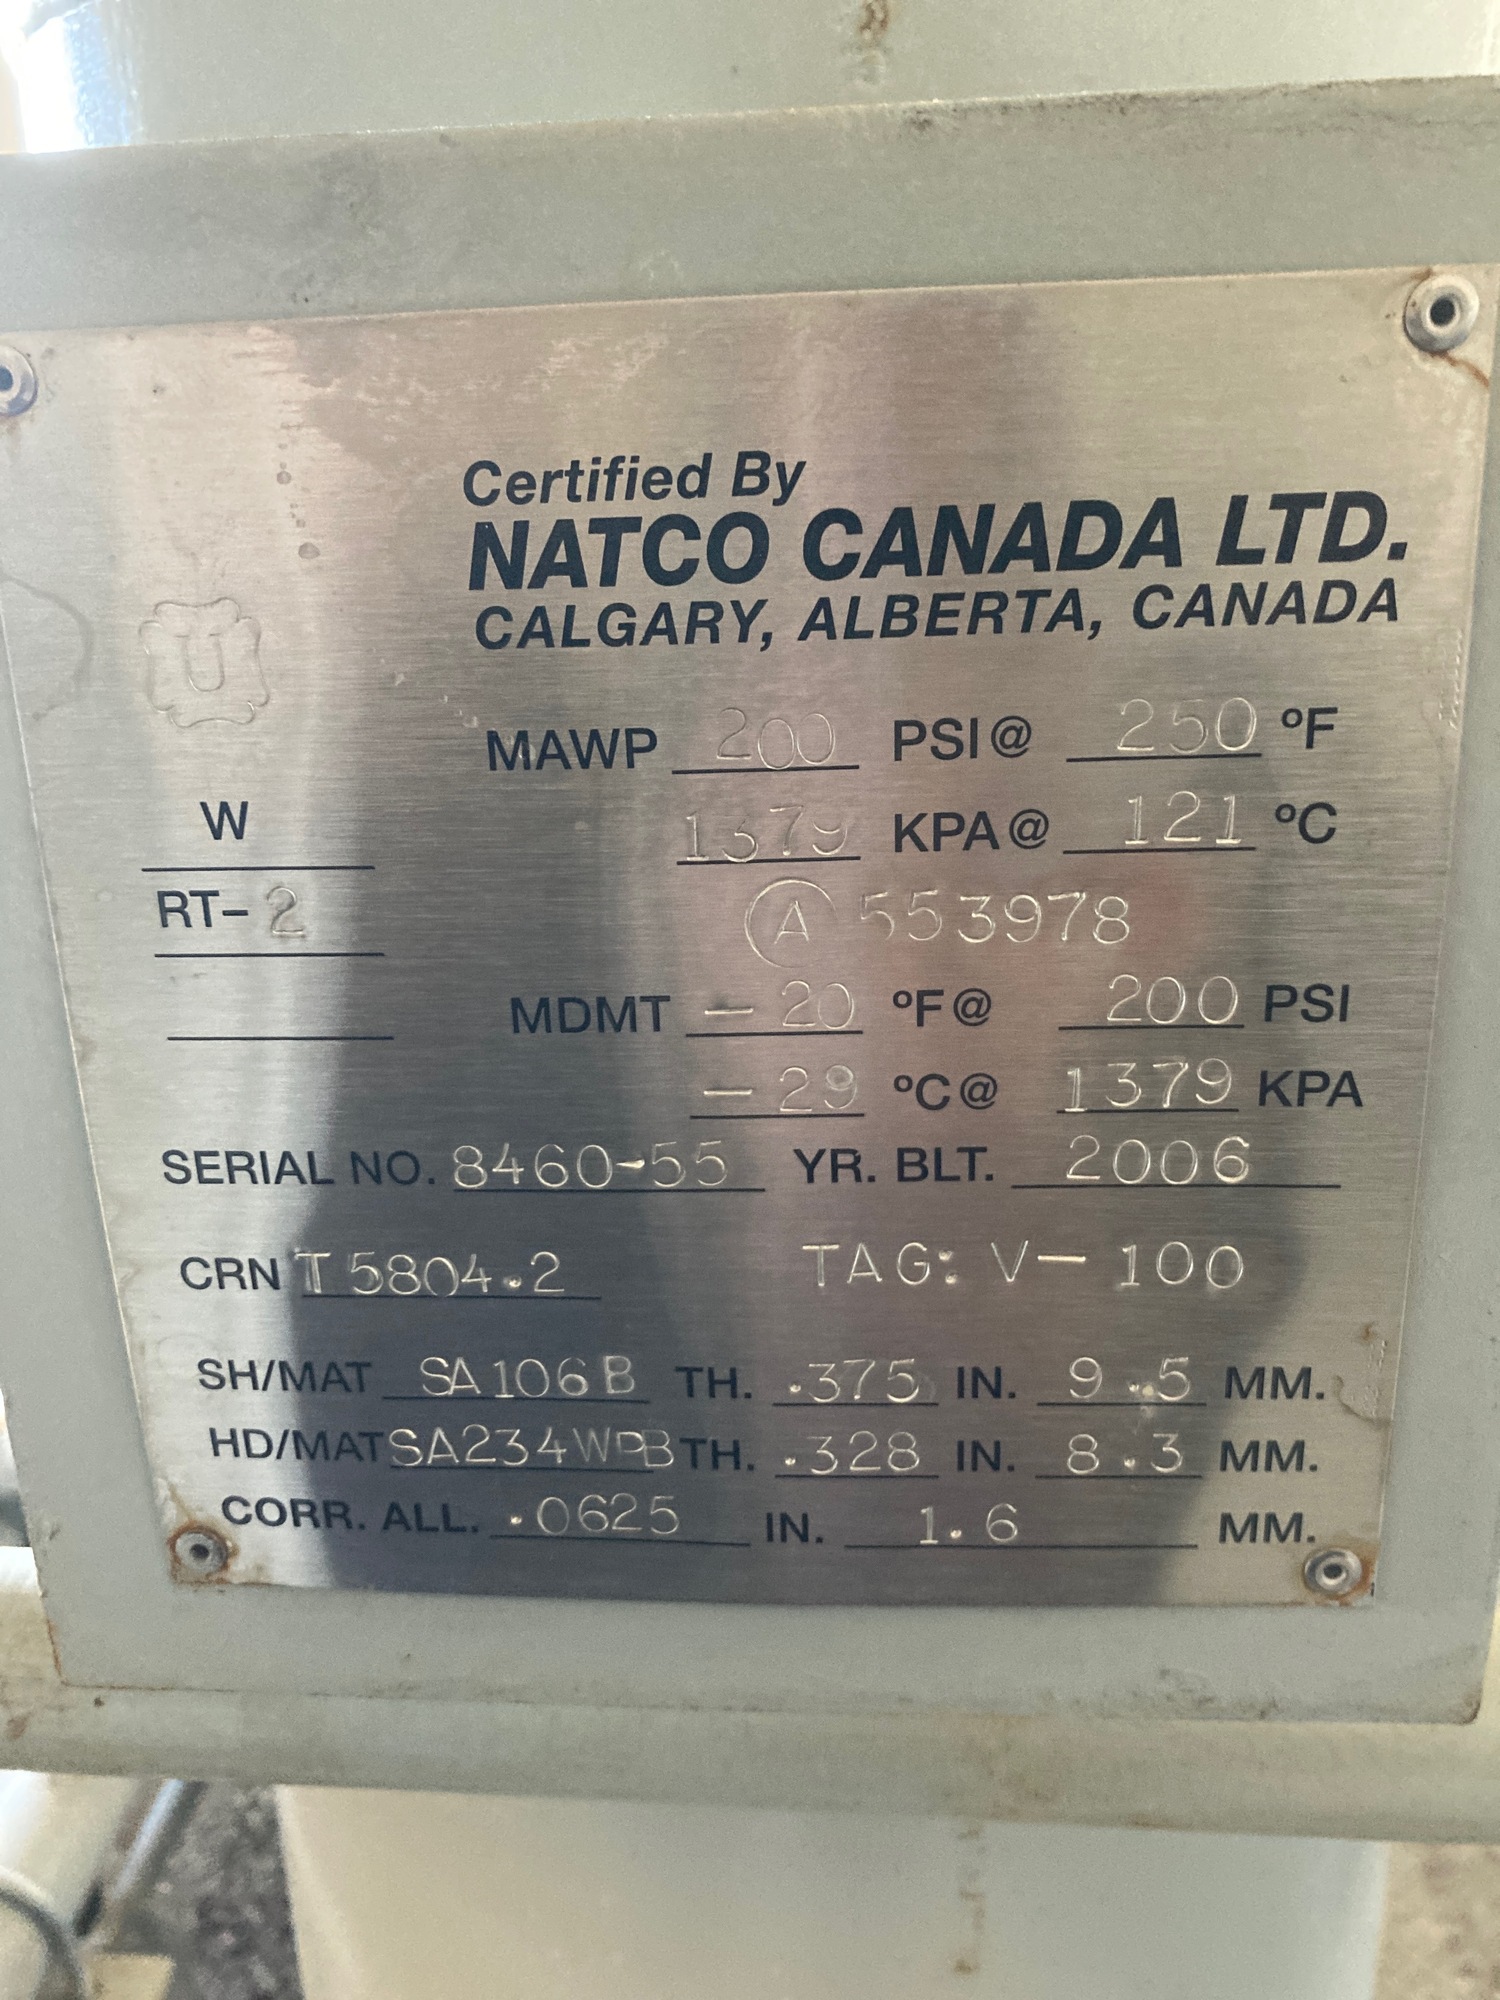 Certified By
NATCO CANADA LTD.
CALGARY, ALBERTA, CANADA
U
MAWP 200 PSI@ 250 °F
W
1379 KPA@ 121 °C
RT- 2
A 553978
MDMT - 20 °F@ 200 PSI
- 29 °C@ 1379 KPA
SERIAL NO. 8460-55 YR. BLT. 2006
CRN T 5804.2 TAG: V- 100
SH/MAT SA106B TH. .375 IN. 9.5 MM.
HD/MAT SA234WPB TH. .328 IN. 8.3 MM.
CORR. ALL. .0625 IN. 1.6 MM.